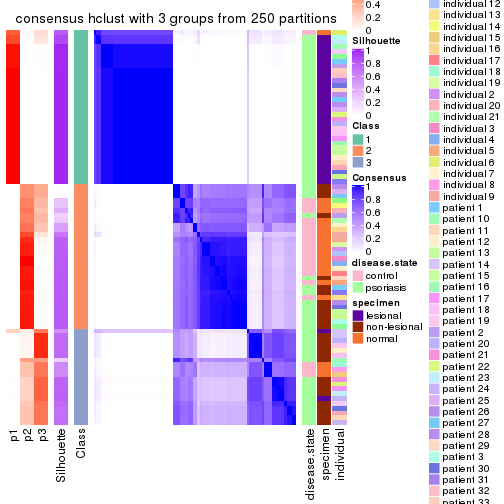 consensus hclust with 3 groups from 250 partitions
p1
p2
p3
Silhouette
Class
disease.state
specimen
individual
0.4
0.2
0
Silhouette
1
0.8
0.6
0.4
0.2
0
Class
1
2
3
Consensus
1
0.8
0.6
0.4
0.2
0
disease.state
control
psoriasis
specimen
lesional
non-lesional
normal
individual 12
individual 13
individual 14
individual 15
individual 16
individual 17
individual 18
individual 19
individual 2
individual 20
individual 21
individual 3
individual 4
individual 5
individual 6
individual 7
individual 8
individual 9
patient 1
patient 10
patient 11
patient 12
patient 13
patient 14
patient 15
patient 16
patient 17
patient 18
patient 19
patient 2
patient 20
patient 21
patient 22
patient 23
patient 24
patient 25
patient 26
patient 27
patient 28
patient 3
patient 30
patient 31
patient 32
patient 33